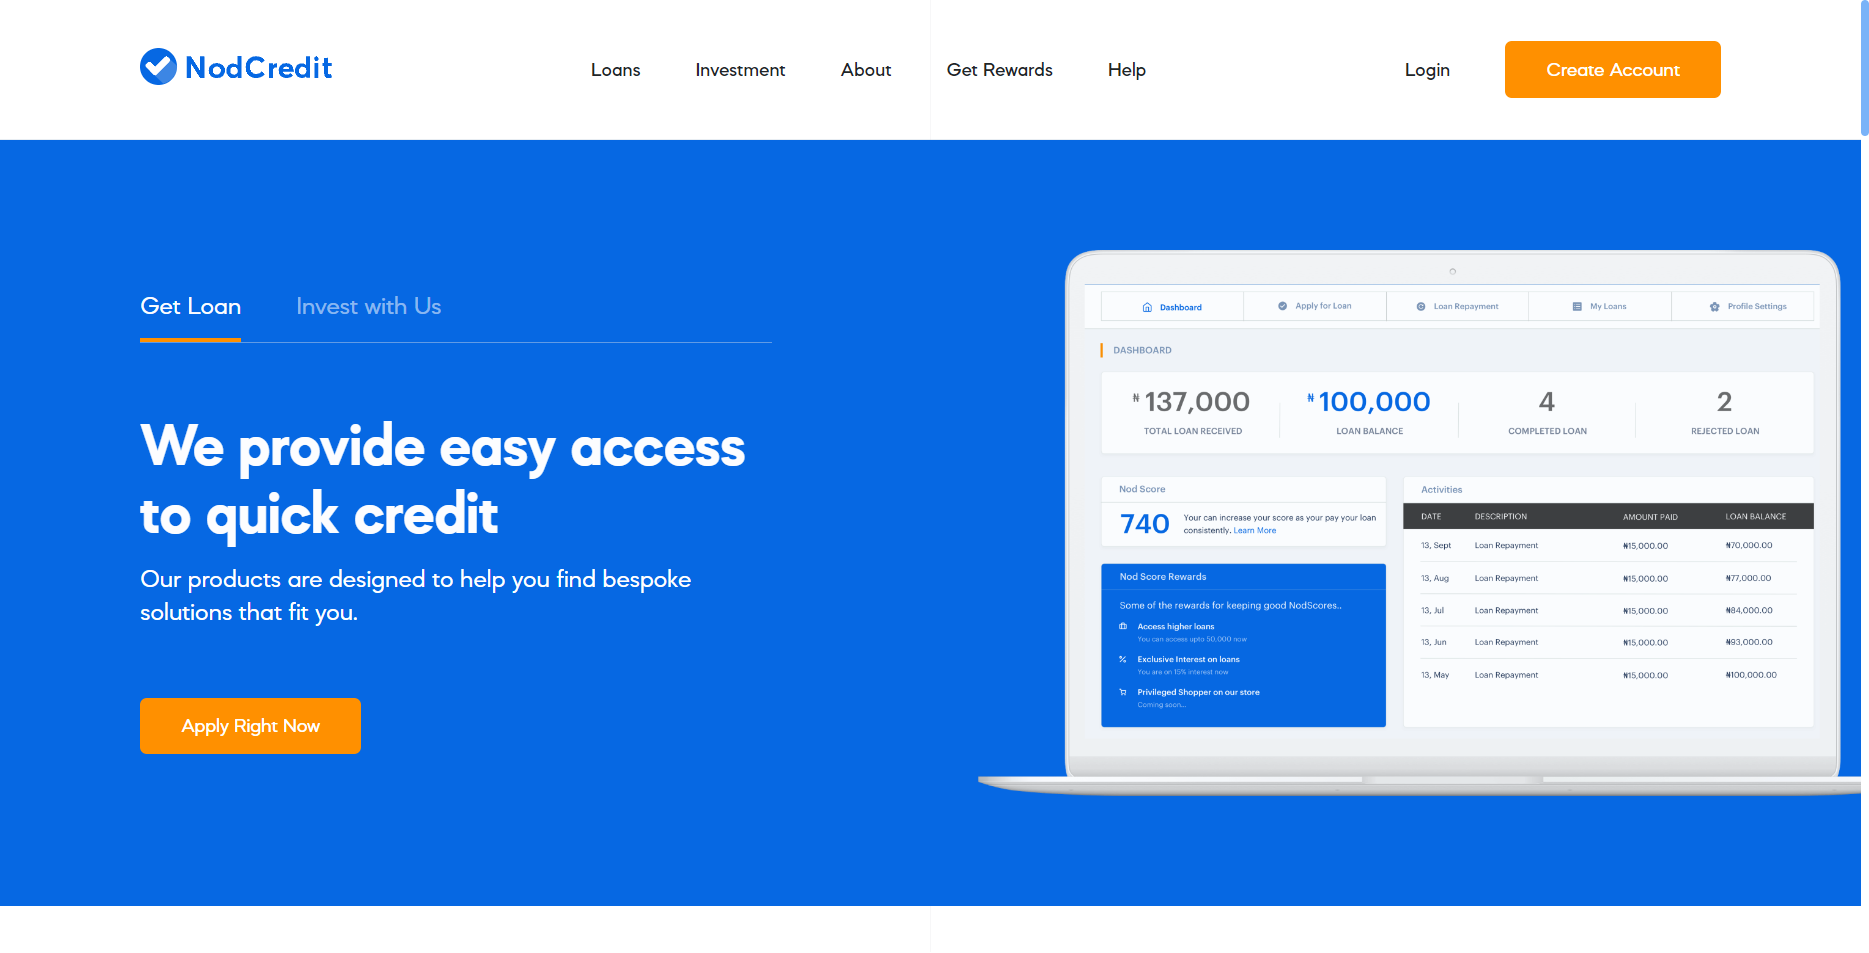 NodCredit
Loans
Investment
About
Get Rewards
Help
Login
Create Account
Get Loan
Invest with Us
We provide easy access
to quick credit
Our products are designed to help you find bespoke
solutions that fit you.
Apply Right Now
Dashboard
Apply for Loan
Loan Repayment
My Loans
Profile Settings
DASHBOARD
₦ 137,000
TOTAL LOAN RECEIVED
₦ 100,000
LOAN BALANCE
4
COMPLETED LOAN
2
REJECTED LOAN
Nod Score
740
Your can increase your score as your pay your loan
consistently. Learn More
Nod Score Rewards
Some of the rewards for keeping good NodScores..
Access higher loans
You can access upto 50,000 now
Exclusive Interest on loans
You are on 15% interest now
Privileged Shopper on our store
Coming soon...
Activities
DATE DESCRIPTION AMOUNT PAID LOAN BALANCE
13, Sept Loan Repayment ₦15,000.00 ₦70,000.00
13, Aug Loan Repayment ₦15,000.00 ₦77,000.00
13, Jul Loan Repayment ₦15,000.00 ₦84,000.00
13, Jun Loan Repayment ₦15,000.00 ₦93,000.00
13, May Loan Repayment ₦15,000.00 ₦100,000.00